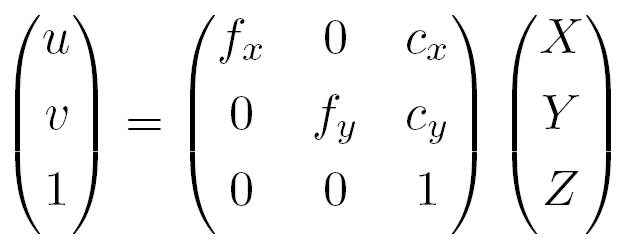 u f_x 0 c_x X
v = 0 f_y c_y Y
1 0 0 1 Z